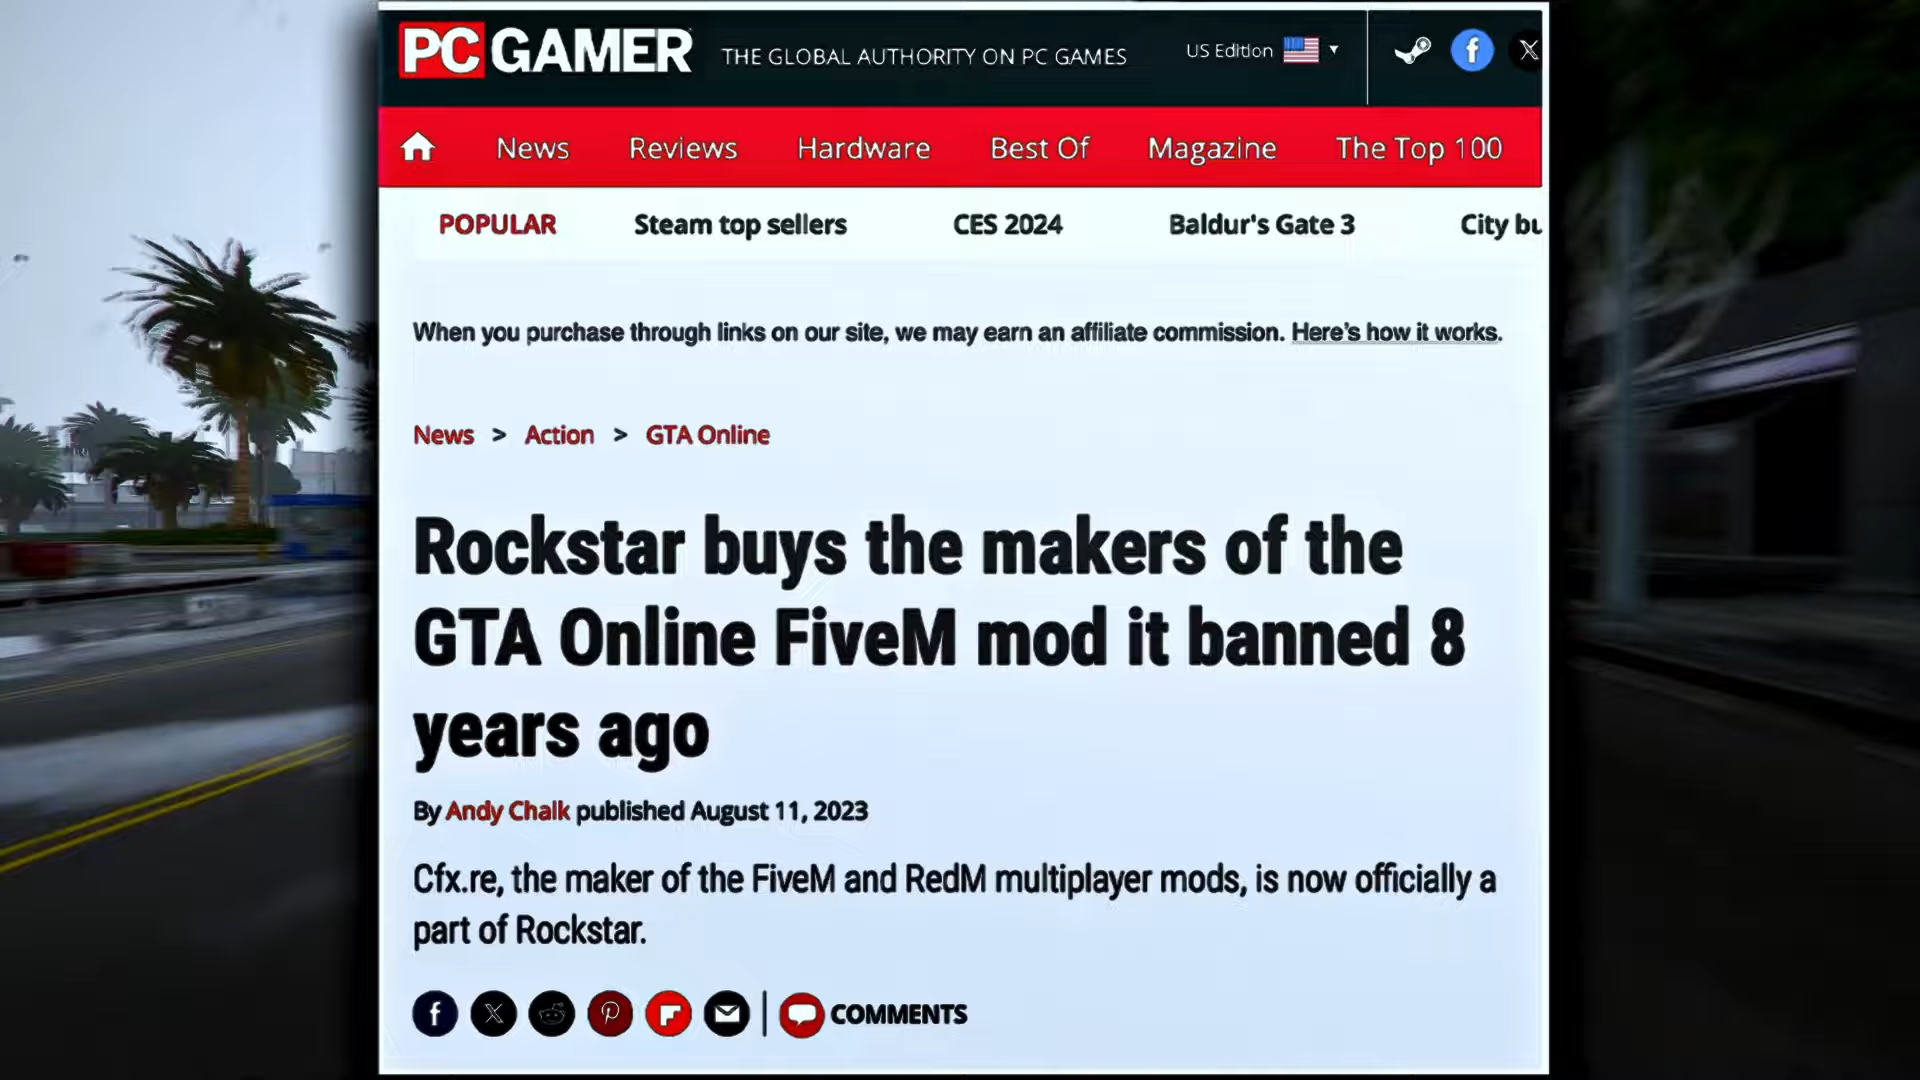 PC GAMER THE GLOBAL AUTHORITY ON PC GAMES US Edition
News Reviews Hardware Best Of Magazine The Top 100
POPULAR Steam top sellers CES 2024 Baldur's Gate 3 City bu
When you purchase through links on our site, we may earn an affiliate commission. Here's how it works.
News > Action > GTA Online
Rockstar buys the makers of the
GTA Online FiveM mod it banned 8
years ago
By Andy Chalk published August 11, 2023
Cfx.re, the maker of the FiveM and RedM multiplayer mods, is now officially a
part of Rockstar.
COMMENTS